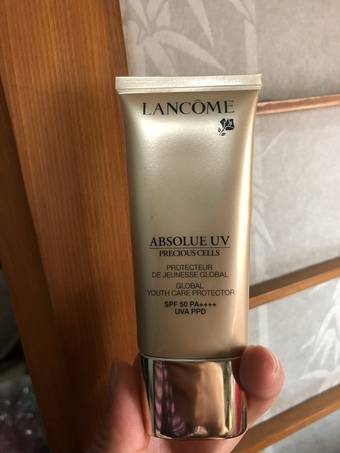 LANCÔME
ABSOLUE UV
PRECIOUS CELLS
PROTECTEUR
DE JEUNESSE GLOBAL
GLOBAL
YOUTH CARE PROTECTOR
SPF 50 PA++++
UVA PPD